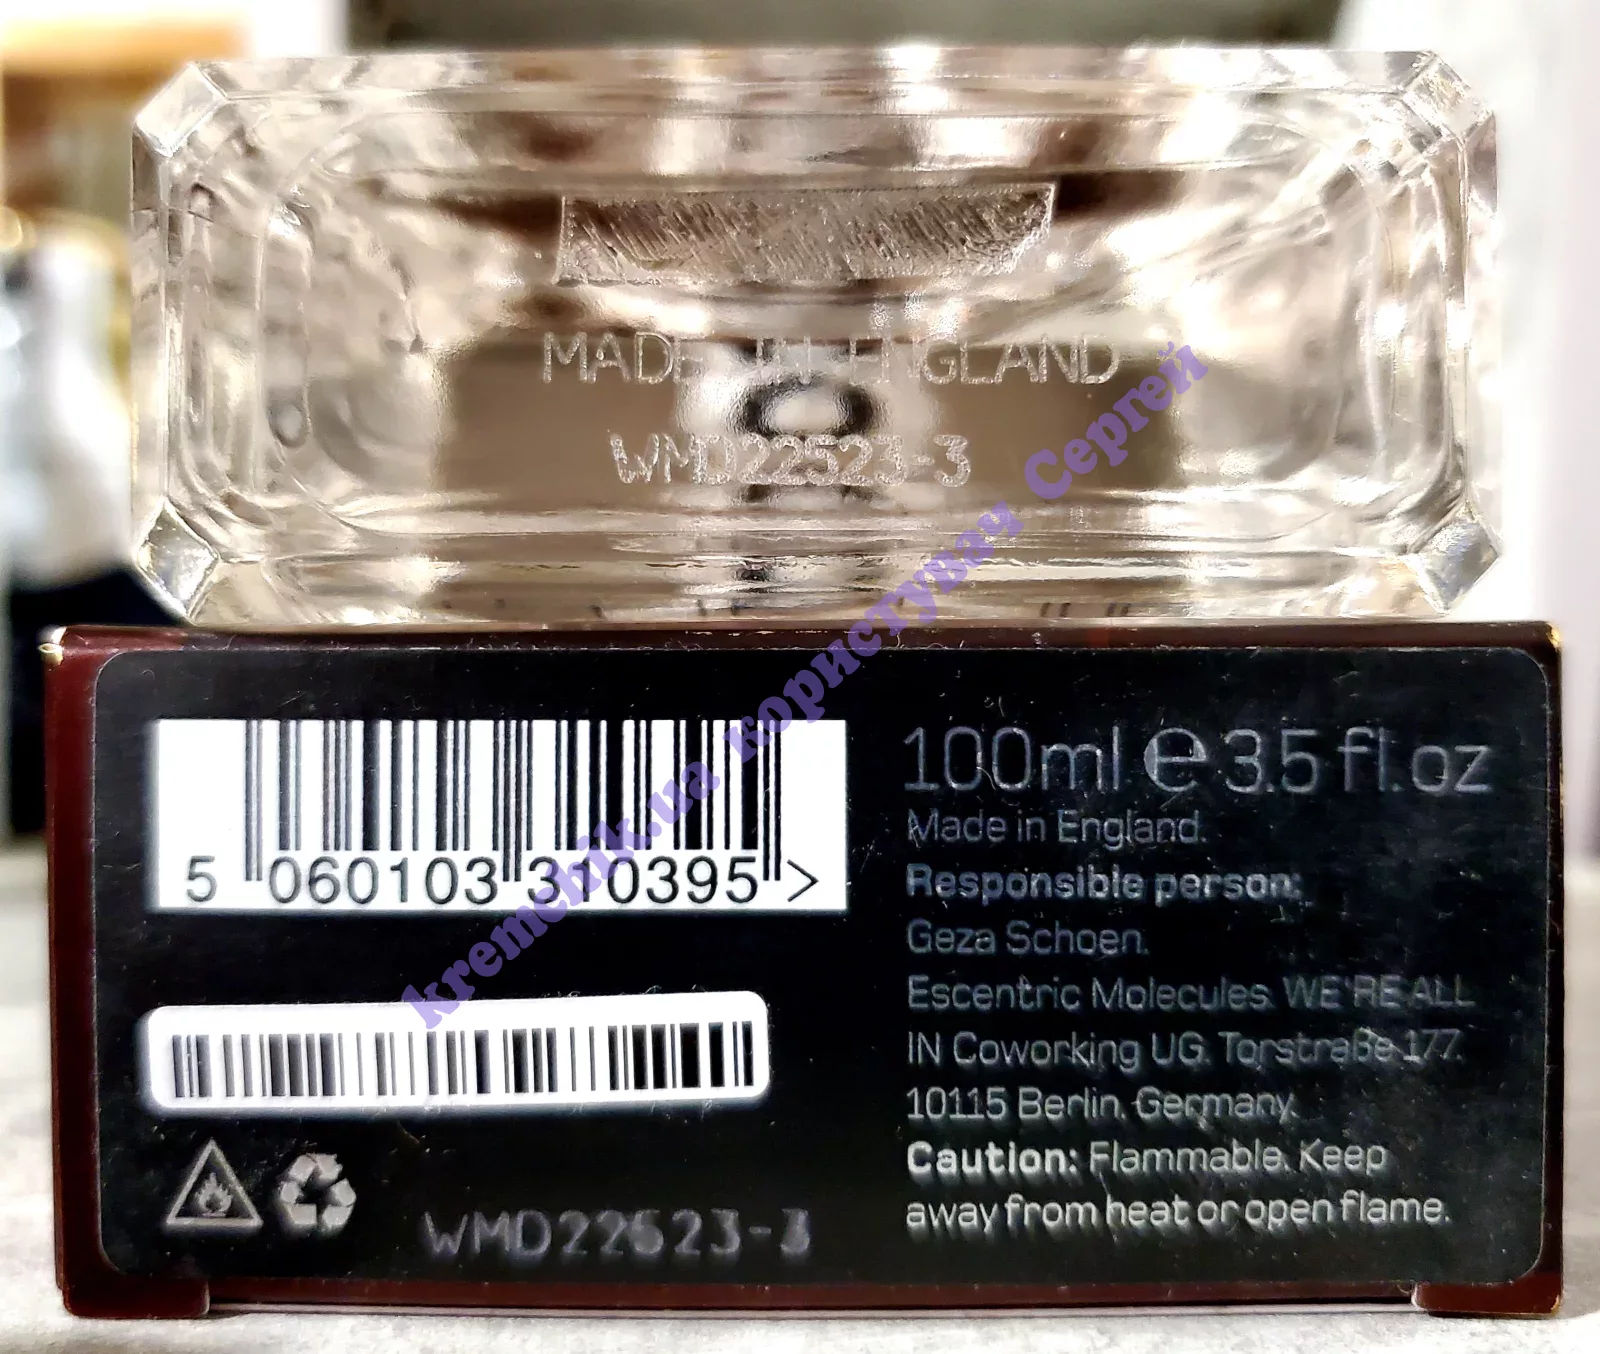 MADE IN ENGLAND
WMD22523-3
kremchik.ua користувач Сергей
5 060103 310395 >
100ml e 3.5 fl.oz
Made in England.
Responsible person:
Geza Schoen.
Escentric Molecules. WE'RE ALL
IN Coworking UG. Torstraße 177.
10115 Berlin. Germany.
Caution: Flammable. Keep
away from heat or open flame.
WMD22523-3